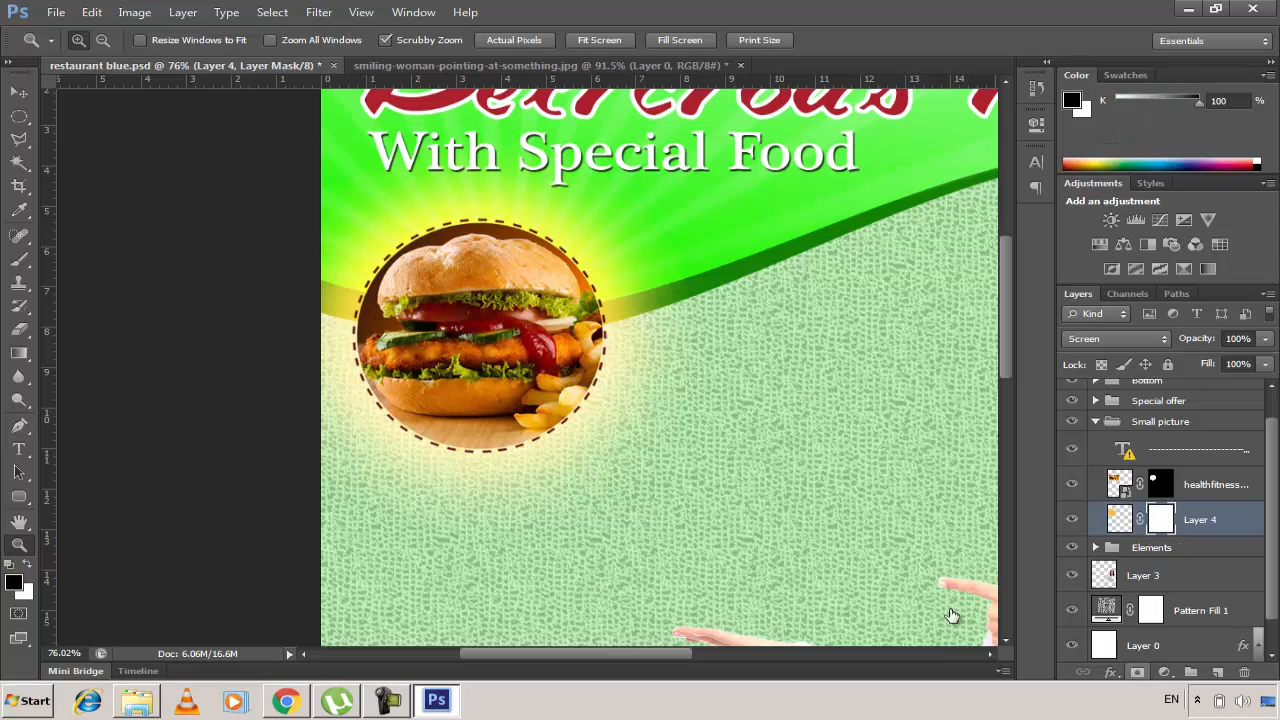 Ps File Edit Image Layer Type Select Filter View Window Help
Resize Windows to Fit Zoom All Windows Scrubby Zoom Actual Pixels Fit Screen Fill Screen Print Size Essentials
restaurant blue.psd @ 76% (Layer 4, Layer Mask/8) * × smiling-woman-pointing-at-something.jpg @ 91.5% (Layer 0, RGB/8#) * ×
Color Swatches
K 100 %
With Special Food
Adjustments Styles
Add an adjustment
Layers Channels Paths
Kind
Screen Opacity: 100%
Lock: Fill: 100%
Bottom
Special offer
Small picture
healthfitness...
Layer 4
Elements
Layer 3
Pattern Fill 1
Layer 0 fx
76.02% Doc: 6.06M/16.6M
Mini Bridge Timeline
Start Ps EN